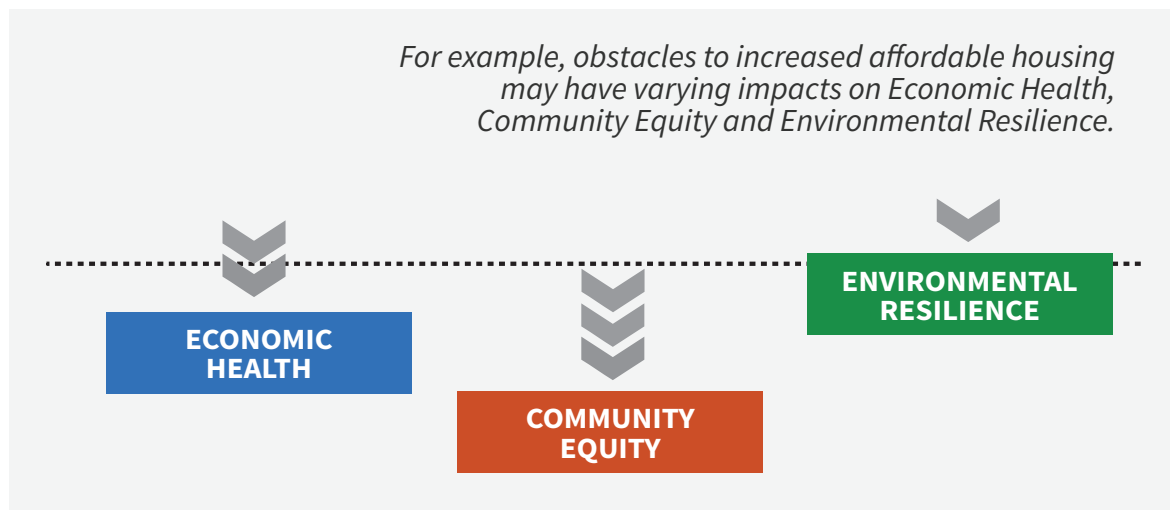 For example, obstacles to increased affordable housing
may have varying impacts on Economic Health,
Community Equity and Environmental Resilience.
ECONOMIC
HEALTH
COMMUNITY
EQUITY
ENVIRONMENTAL
RESILIENCE